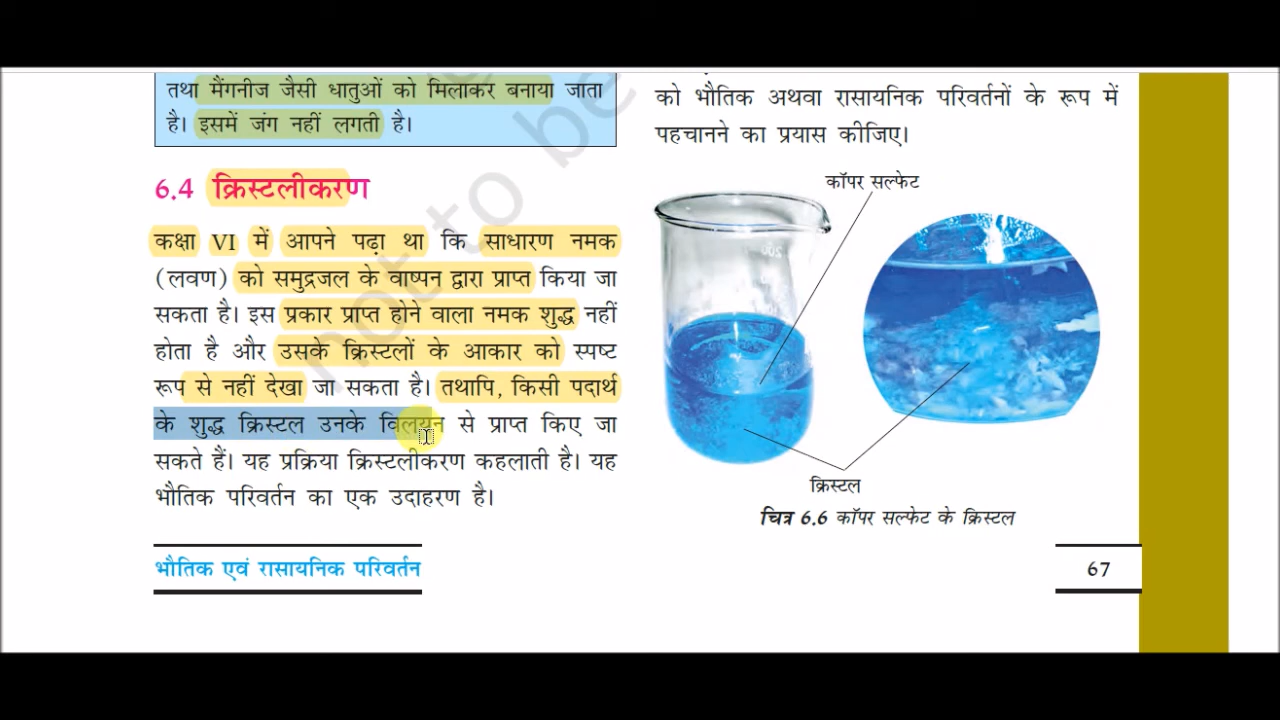 तथा मैंगनीज जैसी धातुओं को मिलाकर बनाया जाता
है। इसमें जंग नहीं लगती है।
6.4 क्रिस्टलीकरण
कक्षा VI में आपने पढ़ा था कि साधारण नमक
(लवण) को समुद्रजल के वाष्पन द्वारा प्राप्त किया जा
सकता है। इस प्रकार प्राप्त होने वाला नमक शुद्ध नहीं
होता है और उसके क्रिस्टलों के आकार को स्पष्ट
रूप से नहीं देखा जा सकता है। तथापि, किसी पदार्थ
के शुद्ध क्रिस्टल उनके विलयन से प्राप्त किए जा
सकते हैं। यह प्रक्रिया क्रिस्टलीकरण कहलाती है। यह
भौतिक परिवर्तन का एक उदाहरण है।
को भौतिक अथवा रासायनिक परिवर्तनों के रूप में
पहचानने का प्रयास कीजिए।
कॉपर सल्फेट
क्रिस्टल
चित्र 6.6 कॉपर सल्फेट के क्रिस्टल
भौतिक एवं रासायनिक परिवर्तन
67
not to be